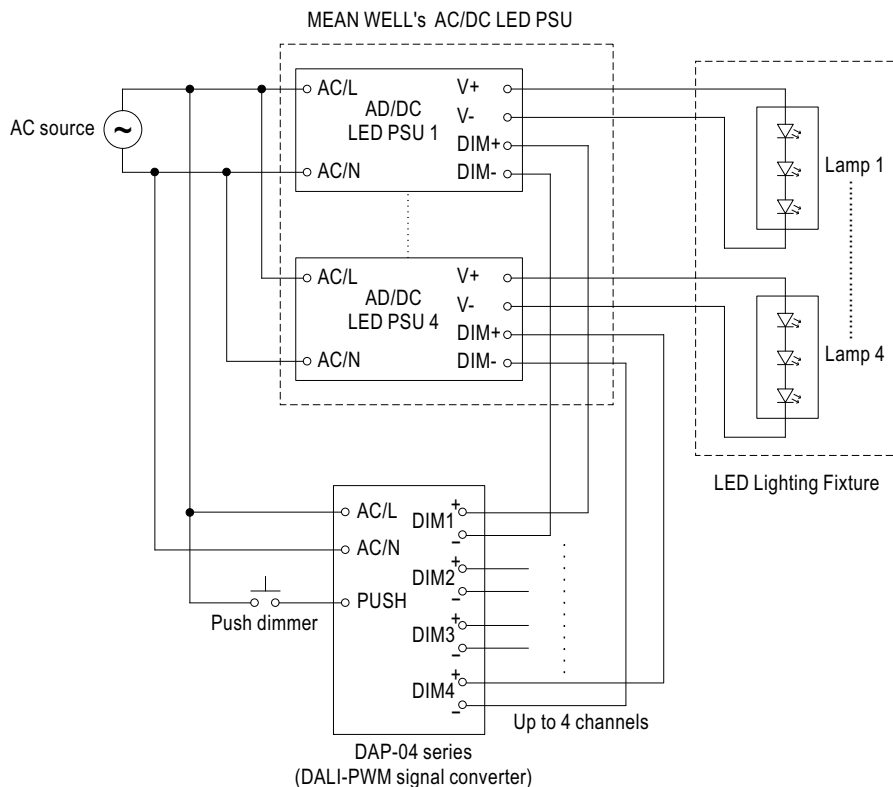 MEAN WELL's AC/DC LED PSU
AC source
~
AC/L
AD/DC
LED PSU 1
AC/N
V+
V-
DIM+
DIM-
Lamp 1
AC/L
AD/DC
LED PSU 4
AC/N
V+
V-
DIM+
DIM-
Lamp 4
LED Lighting Fixture
AC/L
AC/N
PUSH
Push dimmer
DIM1 + -
DIM2 + -
DIM3 + -
DIM4 + -
Up to 4 channels
DAP-04 series
(DALI-PWM signal converter)